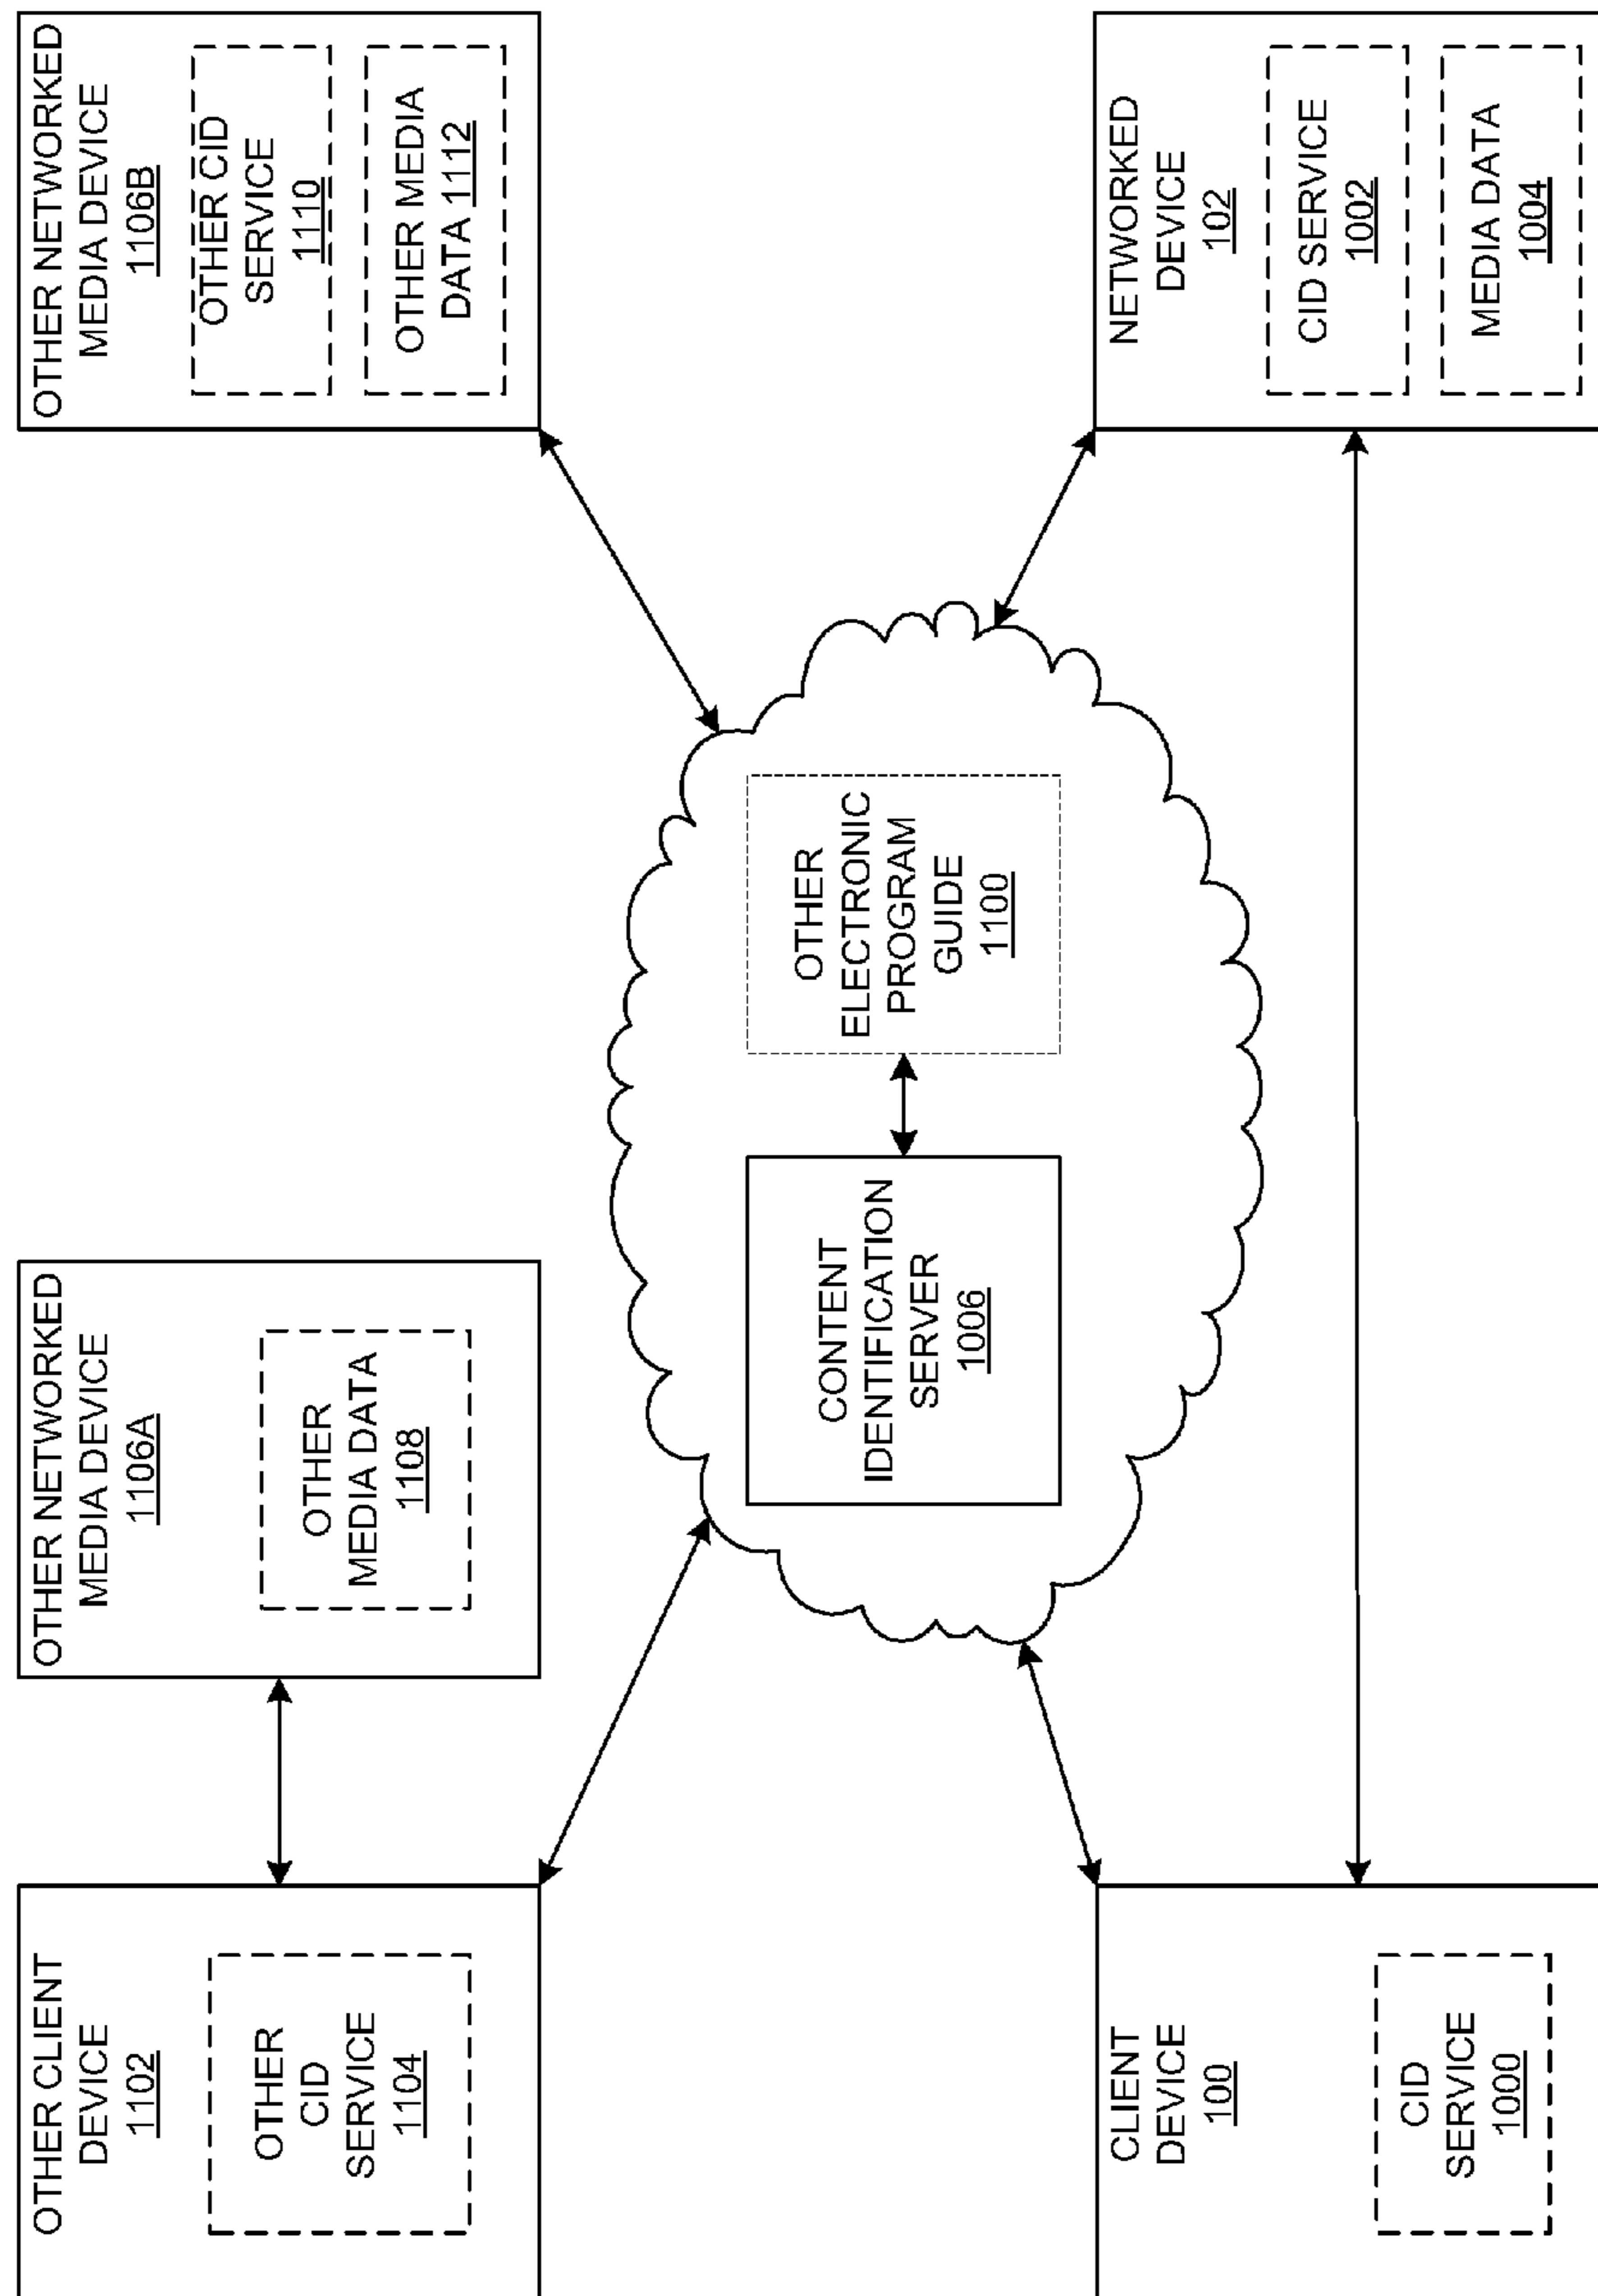 OTHER CLIENT
DEVICE
1102
OTHER
CID
SERVICE
1104
OTHER NETWORKED
MEDIA DEVICE
1106A
OTHER
MEDIA DATA
1108
OTHER NETWORKED
MEDIA DEVICE
1106B
OTHER CID
SERVICE
1110
OTHER MEDIA
DATA 1112
CONTENT
IDENTIFICATION
SERVER
1006
OTHER
ELECTRONIC
PROGRAM
GUIDE
1100
CLIENT
DEVICE
100
CID
SERVICE
1000
NETWORKED
DEVICE
102
CID SERVICE
1002
MEDIA DATA
1004